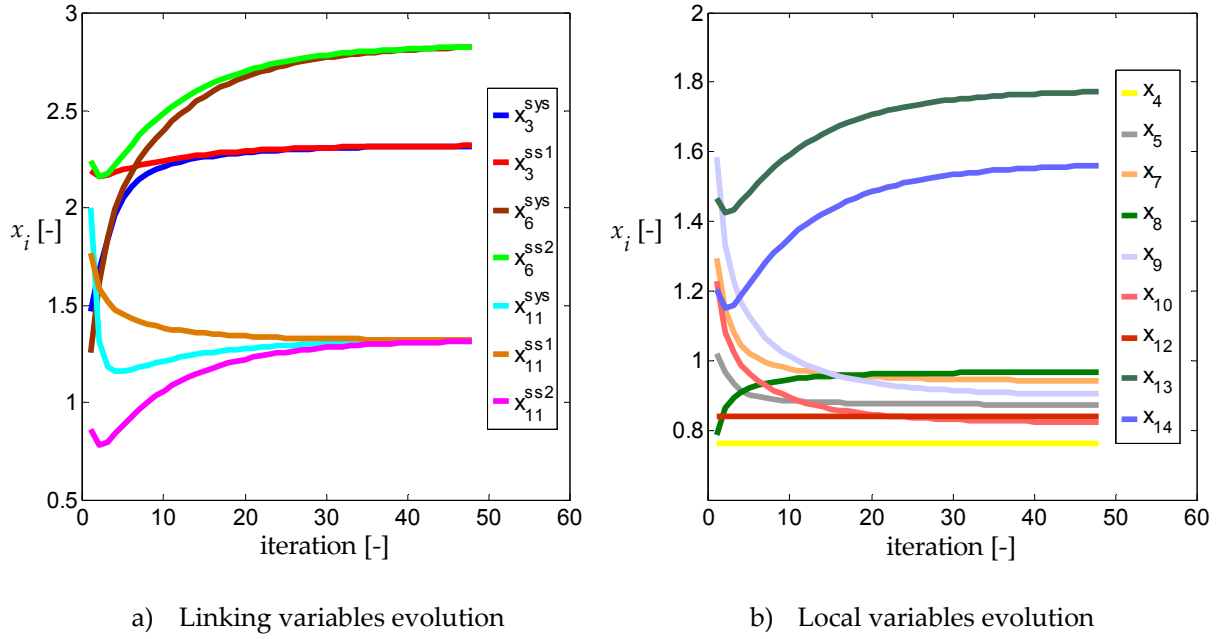 3
2.5
2
1.5
1
0.5
x_i [-]
0 10 20 30 40 50 60
iteration [-]
x_3^sys
x_3^ss1
x_6^sys
x_6^ss2
x_11^sys
x_11^ss1
x_11^ss2
a) Linking variables evolution
2
1.8
1.6
1.4
1.2
1
0.8
x_i [-]
0 10 20 30 40 50 60
iteration [-]
x_4
x_5
x_7
x_8
x_9
x_10
x_12
x_13
x_14
b) Local variables evolution